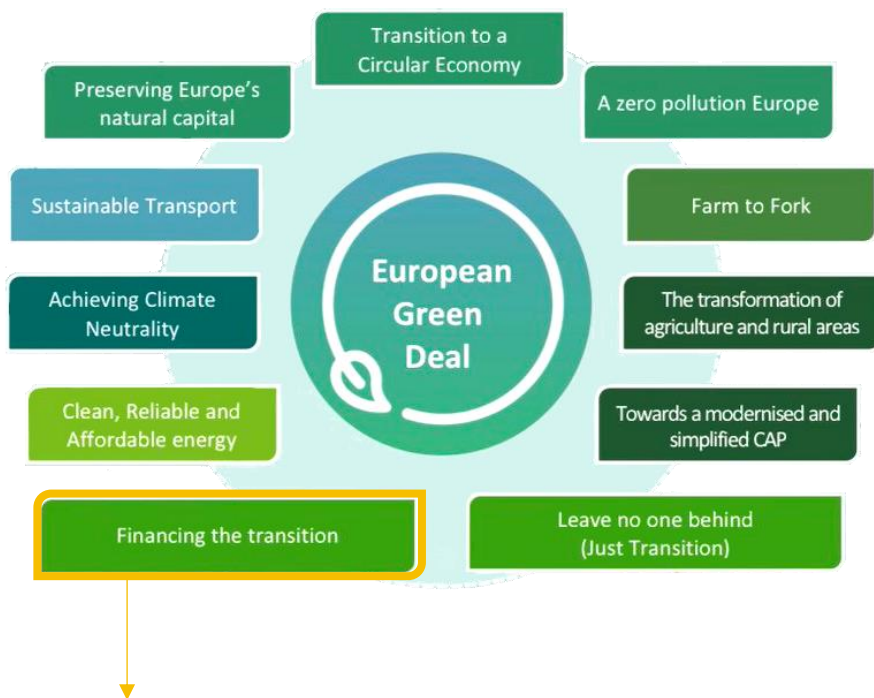 Transition to a
Circular Economy
Preserving Europe's
natural capital
A zero pollution Europe
Sustainable Transport
Farm to Fork
European
Green
Deal
Achieving Climate
Neutrality
The transformation of
agriculture and rural areas
Clean, Reliable and
Affordable energy
Towards a modernised and
simplified CAP
Financing the transition
Leave no one behind
(Just Transition)